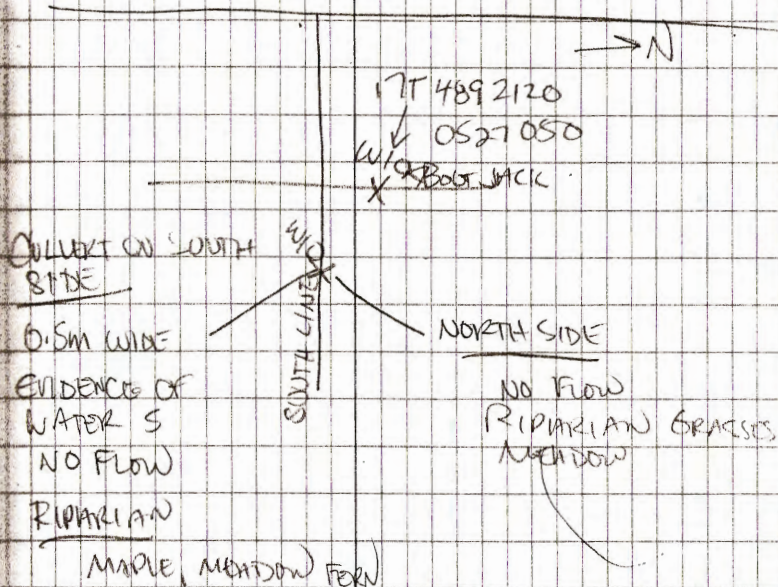 → N
17T 4892120
0527050
W/C
X BOOT JACK
CULVERT ON SOUTH
SIDE
0.5m WIDE
EVIDENCE OF
WATER S
NO FLOW
RIPARIAN
MAPLE, MEADOW FERN
W/C
SOUTH LINE
NORTH SIDE
NO FLOW
RIPARIAN GRASSES
MEADOW